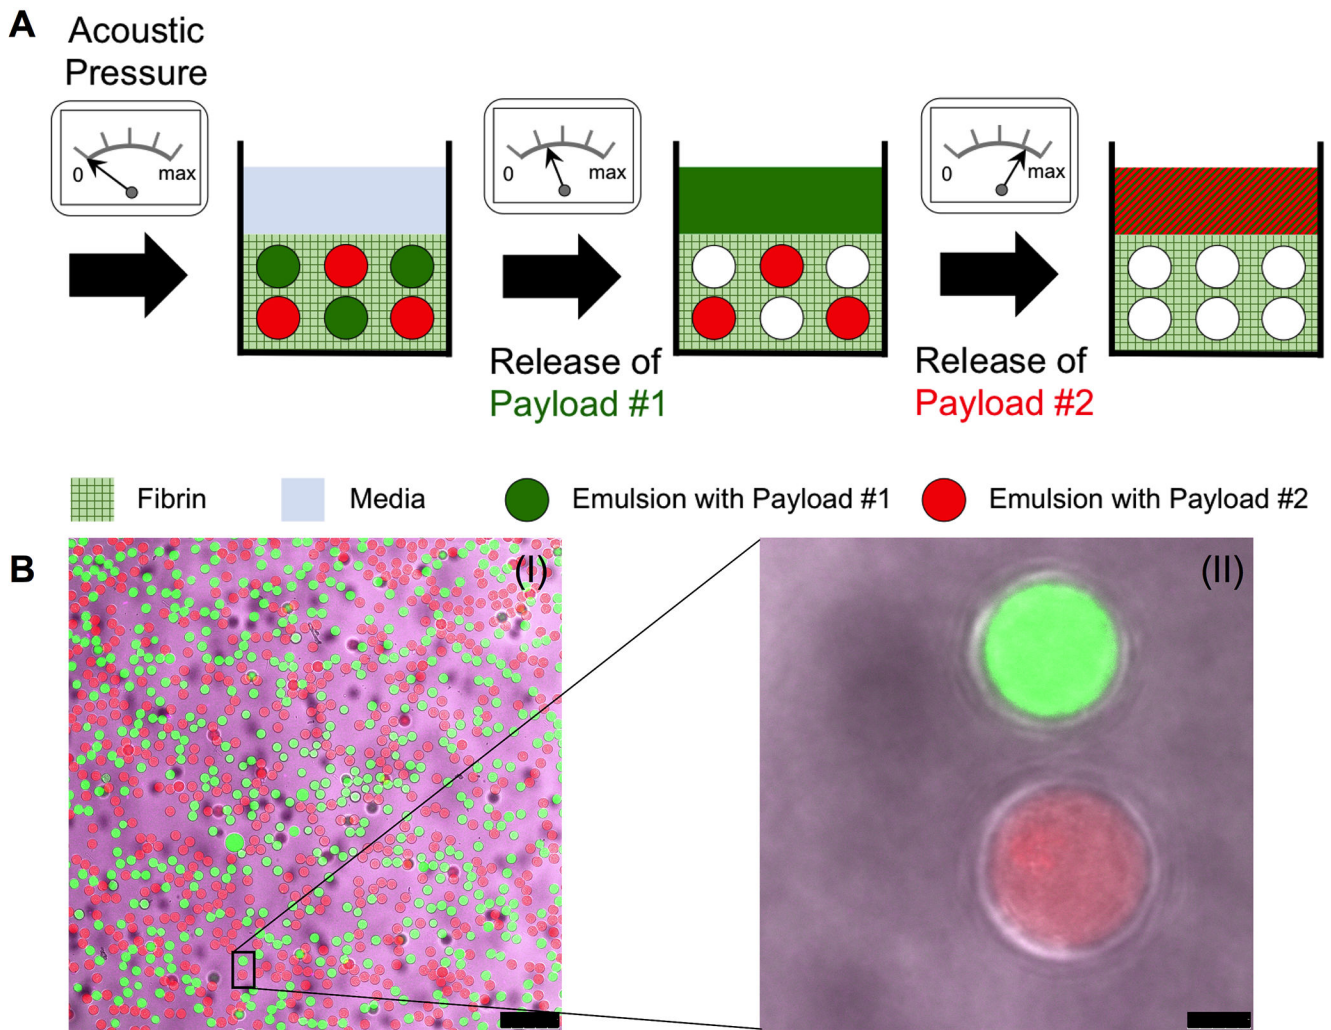 A
Acoustic
Pressure
0 max
0 max
0 max
Release of
Payload #1
Release of
Payload #2
Fibrin
Media
Emulsion with Payload #1
Emulsion with Payload #2
B
(I)
(II)